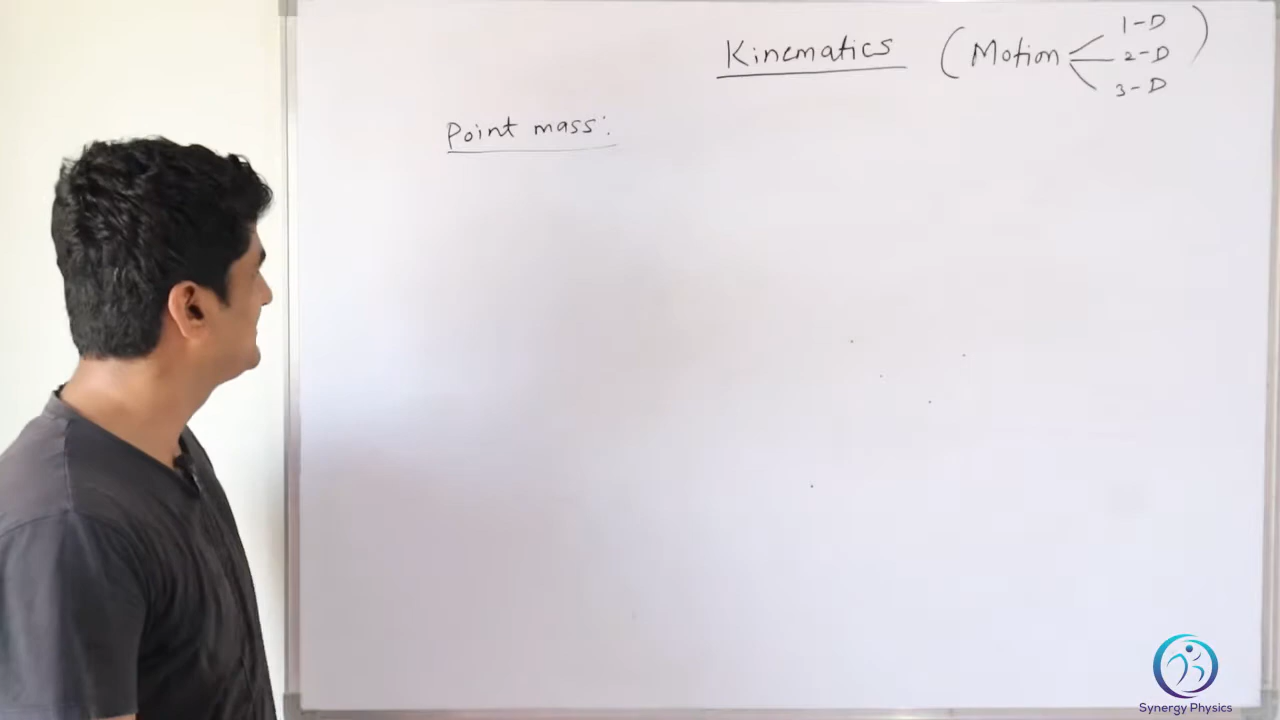 Kinematics (Motion 1-D
2-D
3-D)
Point mass:
Synergy Physics